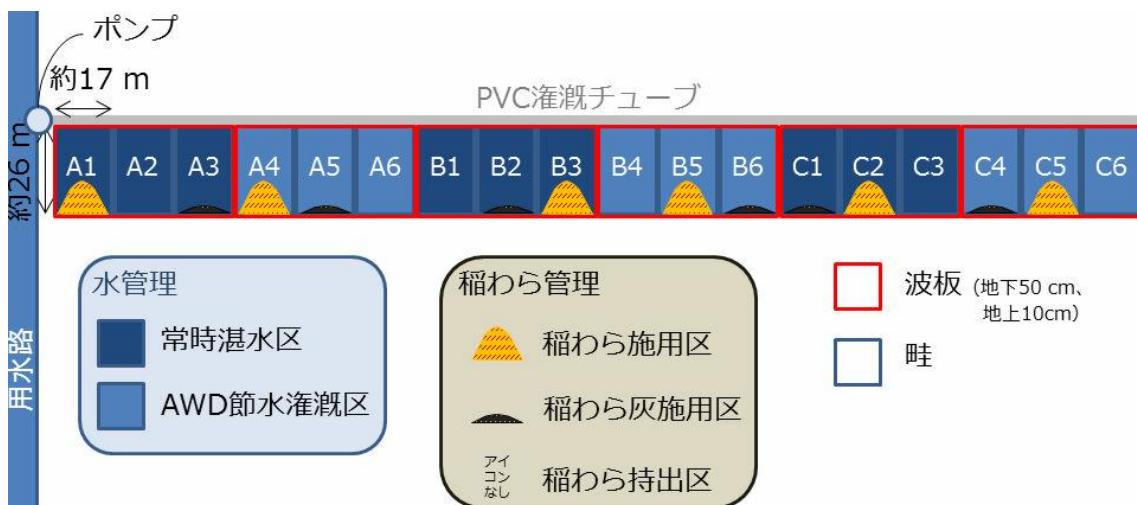 ポンプ
約17 m
PVC潅漑チューブ
約26 m
A1 A2 A3 A4 A5 A6 B1 B2 B3 B4 B5 B6 C1 C2 C3 C4 C5 C6
用水路
水管理
常時湛水区
AWD節水潅漑区
稲わら管理
稲わら施用区
稲わら灰施用区
アイ
コン
なし
稲わら持出区
波板 (地下50 cm、
地上10cm)
畦